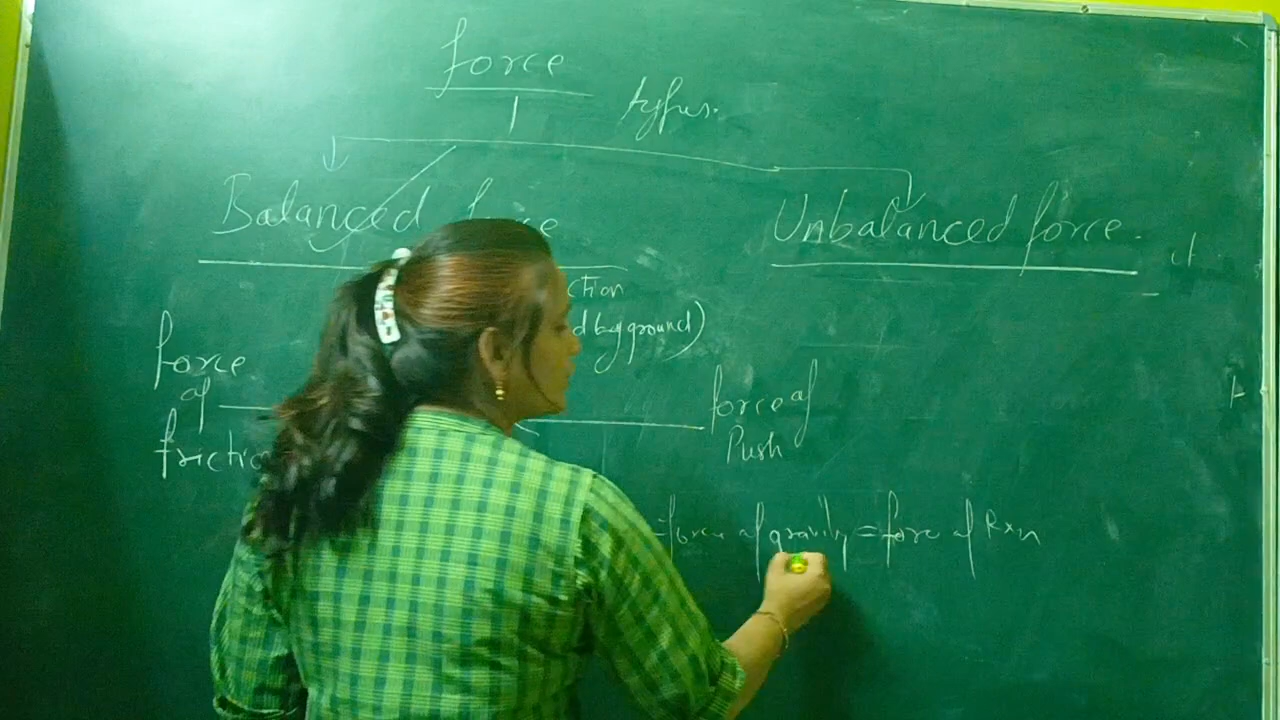 force
types.
Balanced
Unbalanced force.
ction
d by ground)
force
of
frictio
force of
Push
force of gravity = force of Rxn